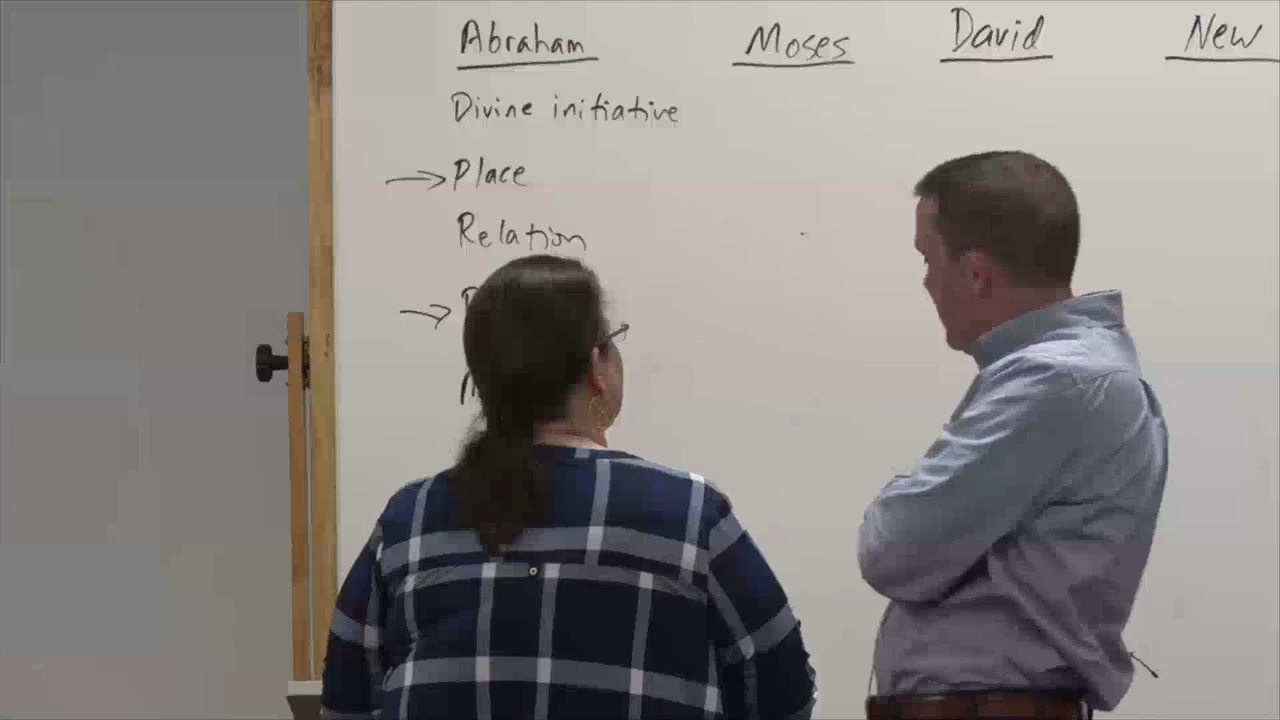 Abraham Moses David New
Divine initiative
→ Place
Relation
→